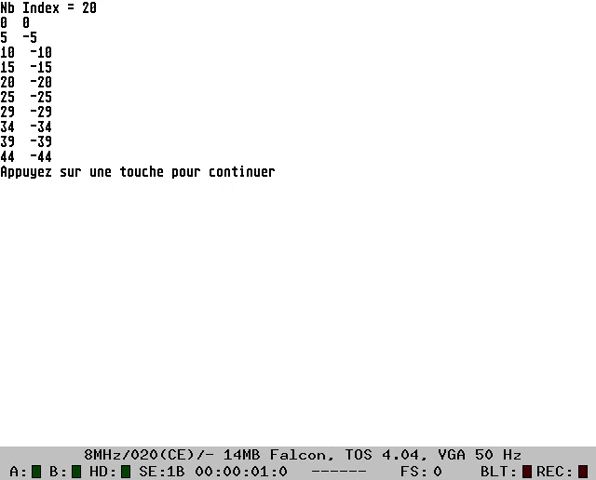 Nb Index = 20
0  0
5  -5
10  -10
15  -15
20  -20
25  -25
29  -29
34  -34
39  -39
44  -44
Appuyez sur une touche pour continuer
8MHz/020(CE)/- 14MB Falcon, TOS 4.04, VGA 50 Hz
A: B: HD: SE:1B 00:00:01:0 ------ FS: 0 BLT: REC: